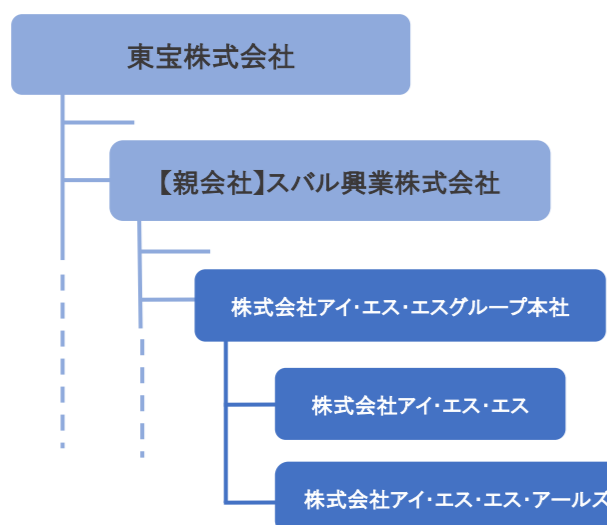 東宝株式会社
【親会社】スバル興業株式会社
株式会社アイ・エス・エスグループ本社
株式会社アイ・エス・エス
株式会社アイ・エス・エス・アールズ